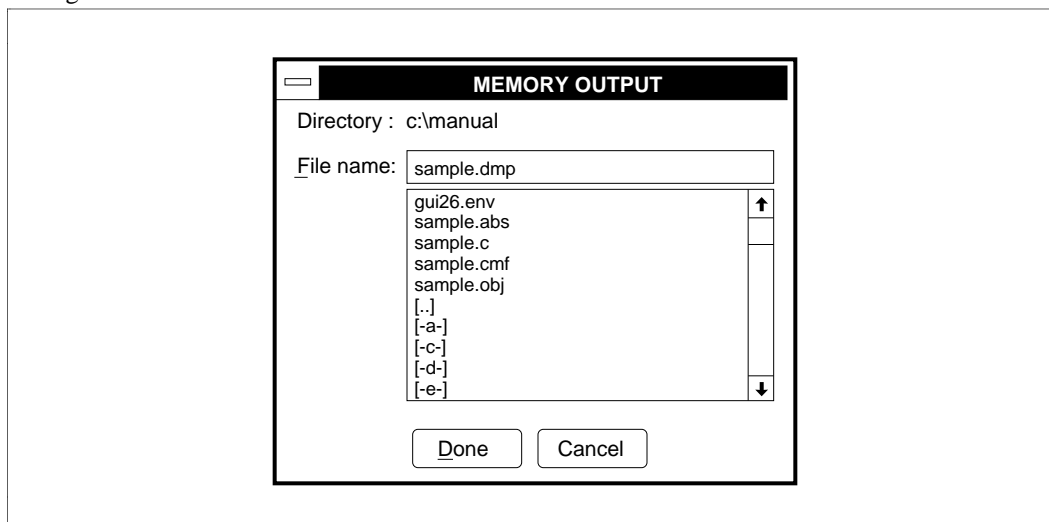 MEMORY OUTPUT
Directory : c:\manual
File name: sample.dmp
gui26.env
sample.abs
sample.c
sample.cmf
sample.obj
[..]
[-a-]
[-c-]
[-d-]
[-e-]
Done Cancel